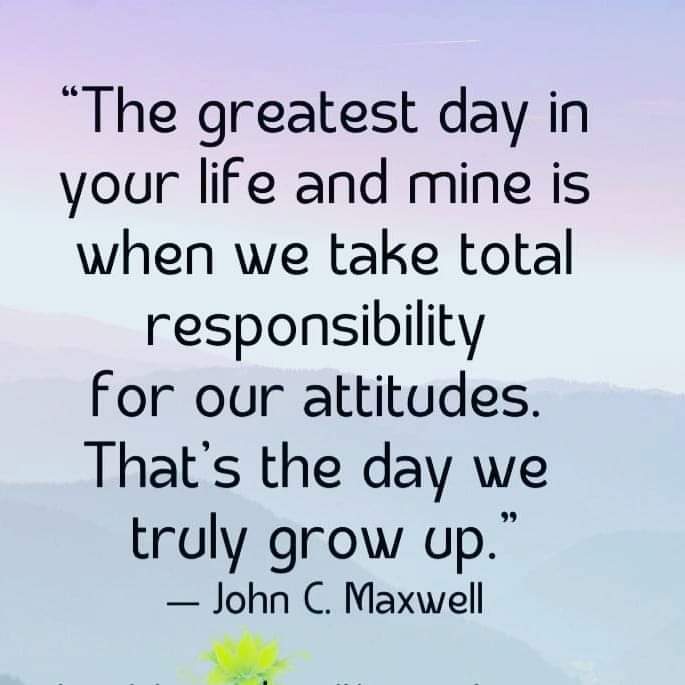 “The greatest day in
your life and mine is
when we take total
responsibility
for our attitudes.
That’s the day we
truly grow up.”
— John C. Maxwell